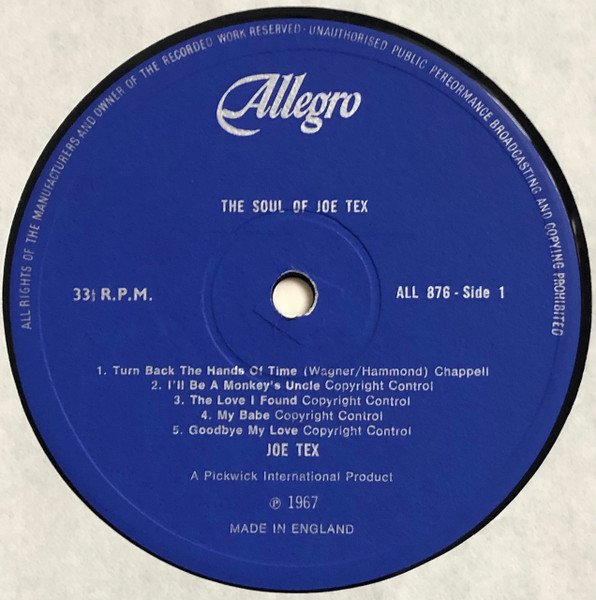 ALL RIGHTS OF THE MANUFACTURERS AND OWNER OF THE RECORDED WORK RESERVED · UNAUTHORISED PUBLIC PERFORMANCE BROADCASTING AND COPYING PROHIBITED
Allegro
THE SOUL OF JOE TEX
33⅓ R.P.M.
ALL 876 - Side 1
1. Turn Back The Hands Of Time (Wagner/Hammond) Chappell
2. I'll Be A Monkey's Uncle Copyright Control
3. The Love I Found Copyright Control
4. My Babe Copyright Control
5. Goodbye My Love Copyright Control
JOE TEX
A Pickwick International Product
℗ 1967
MADE IN ENGLAND